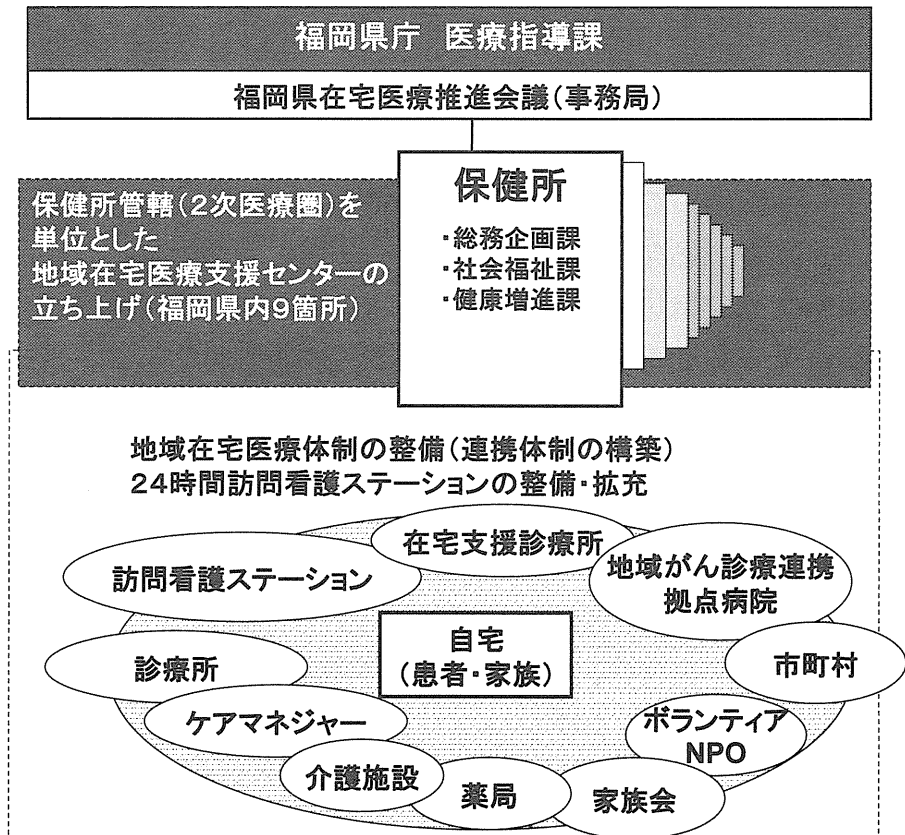 福岡県庁　医療指導課
福岡県在宅医療推進会議(事務局)
保健所
・総務企画課
・社会福祉課
・健康増進課
保健所管轄(2次医療圏)を
単位とした
地域在宅医療支援センターの
立ち上げ(福岡県内9箇所)
地域在宅医療体制の整備(連携体制の構築)
24時間訪問看護ステーションの整備・拡充
在宅支援診療所
訪問看護ステーション
地域がん診療連携
拠点病院
自宅
(患者・家族)
診療所
市町村
ケアマネジャー
ボランティア
NPO
介護施設
薬局
家族会